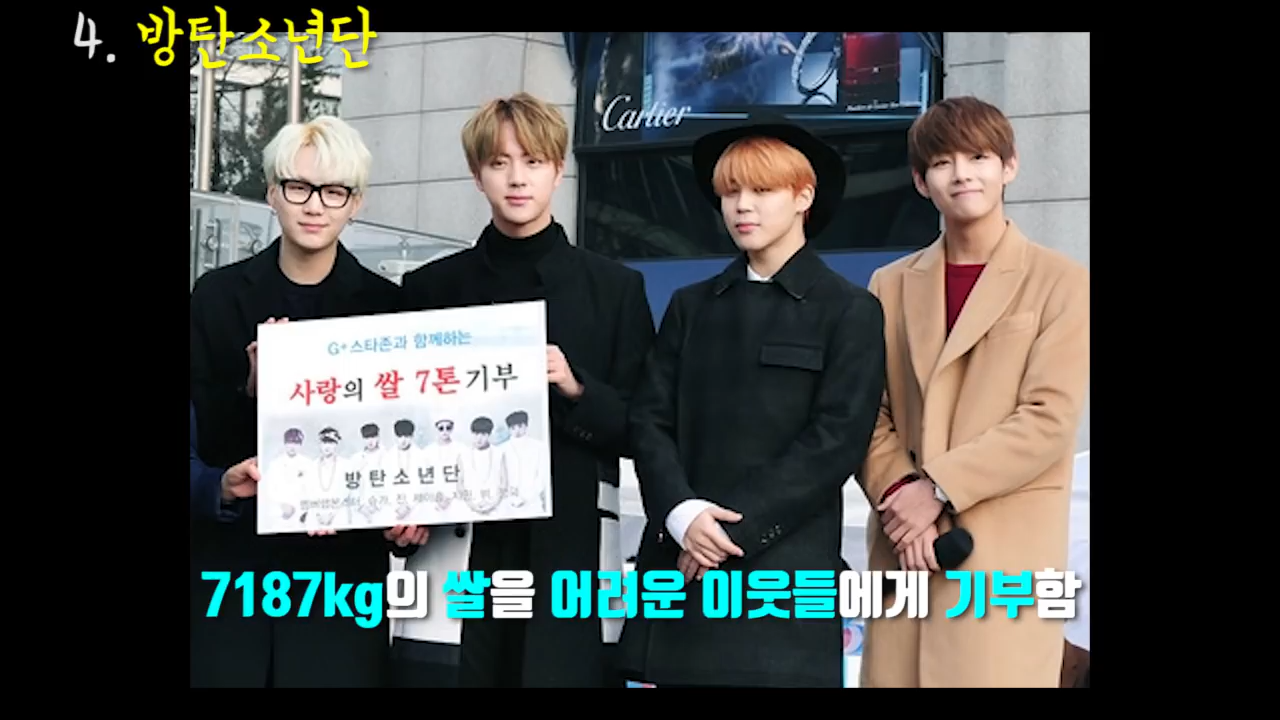 4. 방탄소년단
Cartier
G+스타존과 함께하는
사랑의 쌀 7톤 기부
방탄소년단
7187kg의 쌀을 어려운 이웃들에게 기부함